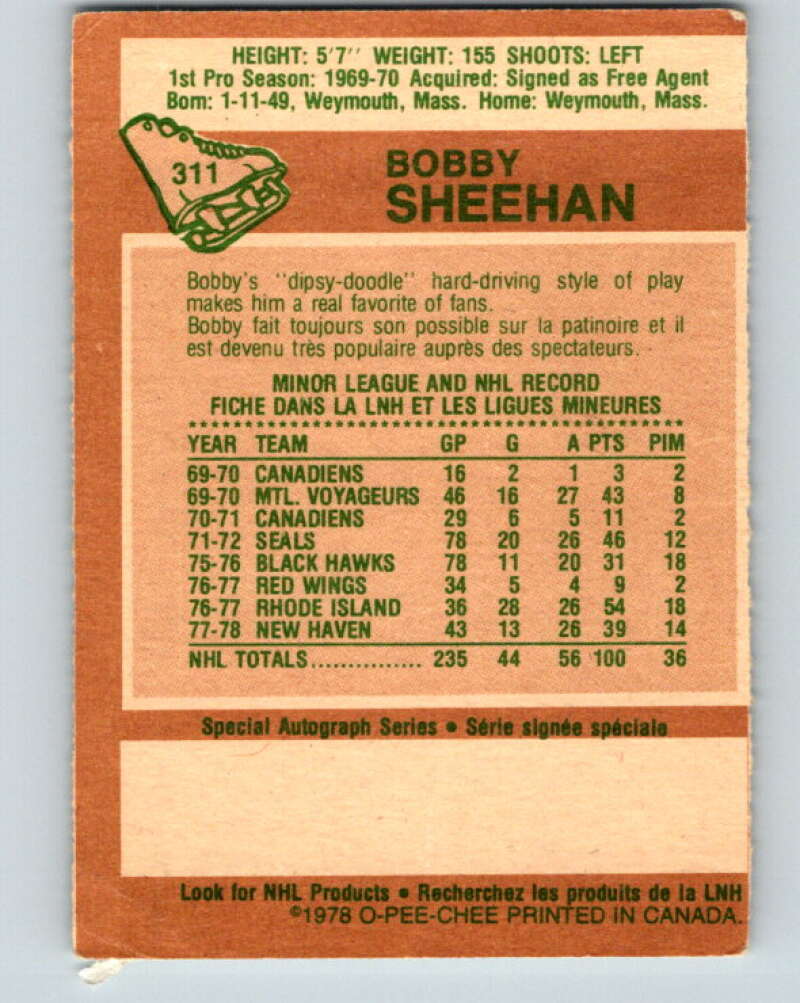 HEIGHT: 5'7'' WEIGHT: 155 SHOOTS: LEFT
1st Pro Season: 1969-70 Acquired: Signed as Free Agent
Born: 1-11-49, Weymouth, Mass. Home: Weymouth, Mass.
311
BOBBY
SHEEHAN
Bobby's ''dipsy-doodle'' hard-driving style of play
makes him a real favorite of fans.
Bobby fait toujours son possible sur la patinoire et il
est devenu très populaire auprès des spectateurs.
MINOR LEAGUE AND NHL RECORD
FICHE DANS LA LNH ET LES LIGUES MINEURES
YEAR TEAM GP G A PTS PIM
69-70 CANADIENS 16 2 1 3 2
69-70 MTL. VOYAGEURS 46 16 27 43 8
70-71 CANADIENS 29 6 5 11 2
71-72 SEALS 78 20 26 46 12
75-76 BLACK HAWKS 78 11 20 31 18
76-77 RED WINGS 34 5 4 9 2
76-77 RHODE ISLAND 36 28 26 54 18
77-78 NEW HAVEN 43 13 26 39 14
NHL TOTALS............... 235 44 56 100 36
Special Autograph Series • Série signée spéciale
Look for NHL Products • Recherchez les produits de la LNH
©1978 O-PEE-CHEE PRINTED IN CANADA.